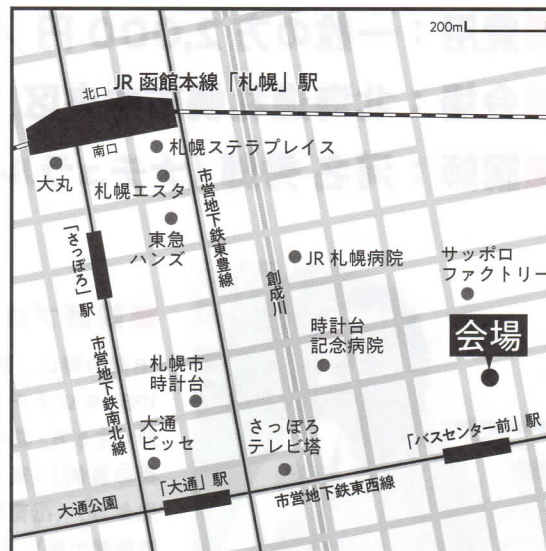 200m
JR 函館本線「札幌」駅
北口
南口
大丸
札幌ステラプレイス
札幌エスタ
東急
ハンズ
「さっぽろ」駅
市営地下鉄東豊線
創成川
JR 札幌病院
サッポロ
ファクトリー
時計台
記念病院
会場
市営地下鉄南北線
札幌市
時計台
大通
ビッセ
さっぽろ
テレビ塔
「バスセンター前」駅
大通公園
「大通」駅
市営地下鉄東西線